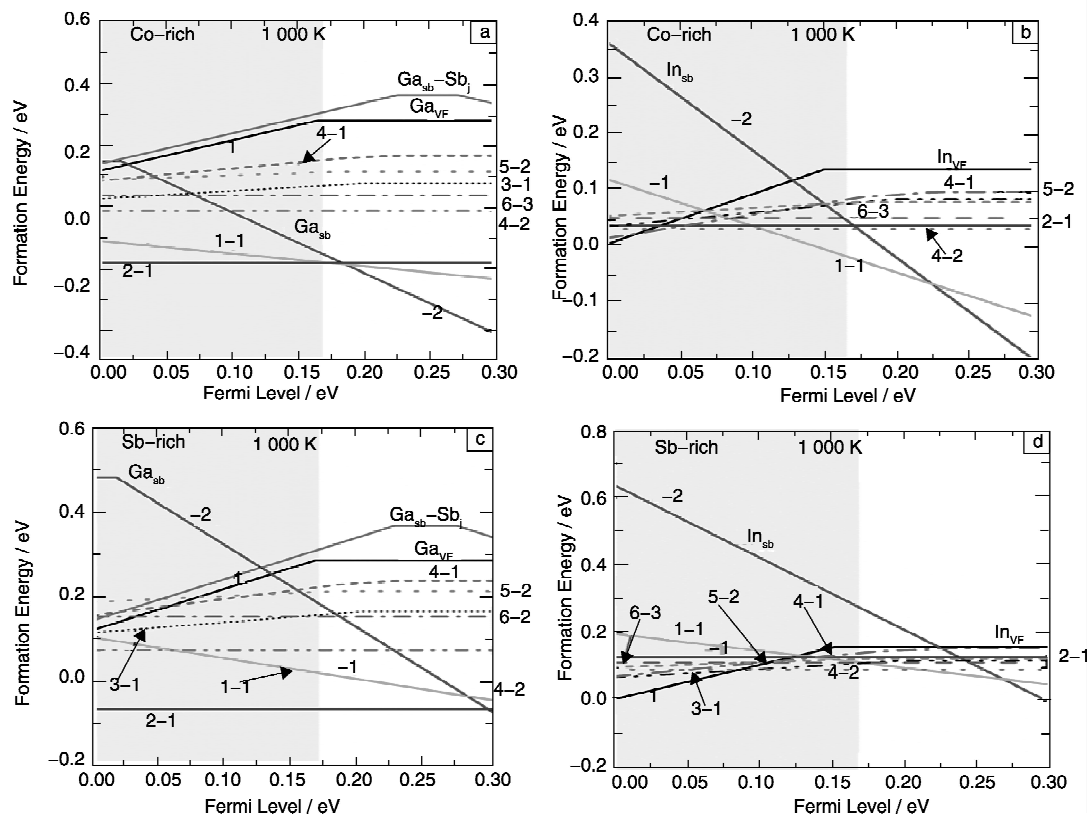 0.6
Co−rich
1 000 K
a
0.4
0.2
0.0
−0.2
−0.4
Formation Energy / eV
Ga_sb−Sb_j
Ga_VF
1
4−1
5−2
3−1
6−3
4−2
Ga_sb
1−1
2−1
−2
0.00 0.05 0.10 0.15 0.20 0.25 0.30
Fermi Level / eV
0.4
Co−rich
1 000 K
b
0.3
0.2
0.1
0.0
−0.1
−0.2
Formation Energy / eV
In_sb
−2
−1
In_VF
4−1
5−2
6−3
2−1
4−2
1−1
0.00 0.05 0.10 0.15 0.20 0.25 0.30
Fermi Level / eV
0.6
Sb−rich
1 000 K
c
0.4
0.2
0.0
−0.2
Formation Energy / eV
Ga_sb
−2
Ga_sb−Sb_j
Ga_VF
1
4−1
5−2
6−2
3−1
1−1
−1
4−2
2−1
0.00 0.05 0.10 0.15 0.20 0.25 0.30
Fermi Level / eV
0.8
Sb−rich
1 000 K
d
0.6
0.4
0.2
0.0
−0.2
Formation Energy / eV
−2
In_sb
6−3
5−2
4−1
1−1
−1
In_VF
2−1
4−2
1
3−1
0.00 0.05 0.10 0.15 0.20 0.25 0.30
Fermi Level / eV